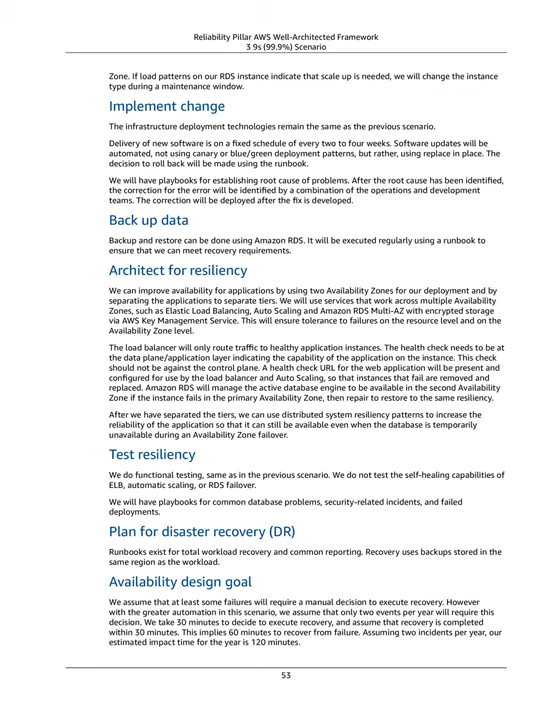 Reliability Pillar AWS Well-Architected Framework
3 9s (99.9%) Scenario
Zone. If load patterns on our RDS instance indicate that scale up is needed, we will change the instance
type during a maintenance window.
Implement change
The infrastructure deployment technologies remain the same as the previous scenario.
Delivery of new software is on a fixed schedule of every two to four weeks. Software updates will be
automated, not using canary or blue/green deployment patterns, but rather, using replace in place. The
decision to roll back will be made using the runbook.
We will have playbooks for establishing root cause of problems. After the root cause has been identified,
the correction for the error will be identified by a combination of the operations and development
teams. The correction will be deployed after the fix is developed.
Back up data
Backup and restore can be done using Amazon RDS. It will be executed regularly using a runbook to
ensure that we can meet recovery requirements.
Architect for resiliency
We can improve availability for applications by using two Availability Zones for our deployment and by
separating the applications to separate tiers. We will use services that work across multiple Availability
Zones, such as Elastic Load Balancing, Auto Scaling and Amazon RDS Multi-AZ with encrypted storage
via AWS Key Management Service. This will ensure tolerance to failures on the resource level and on the
Availability Zone level.
The load balancer will only route traffic to healthy application instances. The health check needs to be at
the data plane/application layer indicating the capability of the application on the instance. This check
should not be against the control plane. A health check URL for the web application will be present and
configured for use by the load balancer and Auto Scaling, so that instances that fail are removed and
replaced. Amazon RDS will manage the active database engine to be available in the second Availability
Zone if the instance fails in the primary Availability Zone, then repair to restore to the same resiliency.
After we have separated the tiers, we can use distributed system resiliency patterns to increase the
reliability of the application so that it can still be available even when the database is temporarily
unavailable during an Availability Zone failover.
Test resiliency
We do functional testing, same as in the previous scenario. We do not test the self-healing capabilities of
ELB, automatic scaling, or RDS failover.
We will have playbooks for common database problems, security-related incidents, and failed
deployments.
Plan for disaster recovery (DR)
Runbooks exist for total workload recovery and common reporting. Recovery uses backups stored in the
same region as the workload.
Availability design goal
We assume that at least some failures will require a manual decision to execute recovery. However
with the greater automation in this scenario, we assume that only two events per year will require this
decision. We take 30 minutes to decide to execute recovery, and assume that recovery is completed
within 30 minutes. This implies 60 minutes to recover from failure. Assuming two incidents per year, our
estimated impact time for the year is 120 minutes.
53